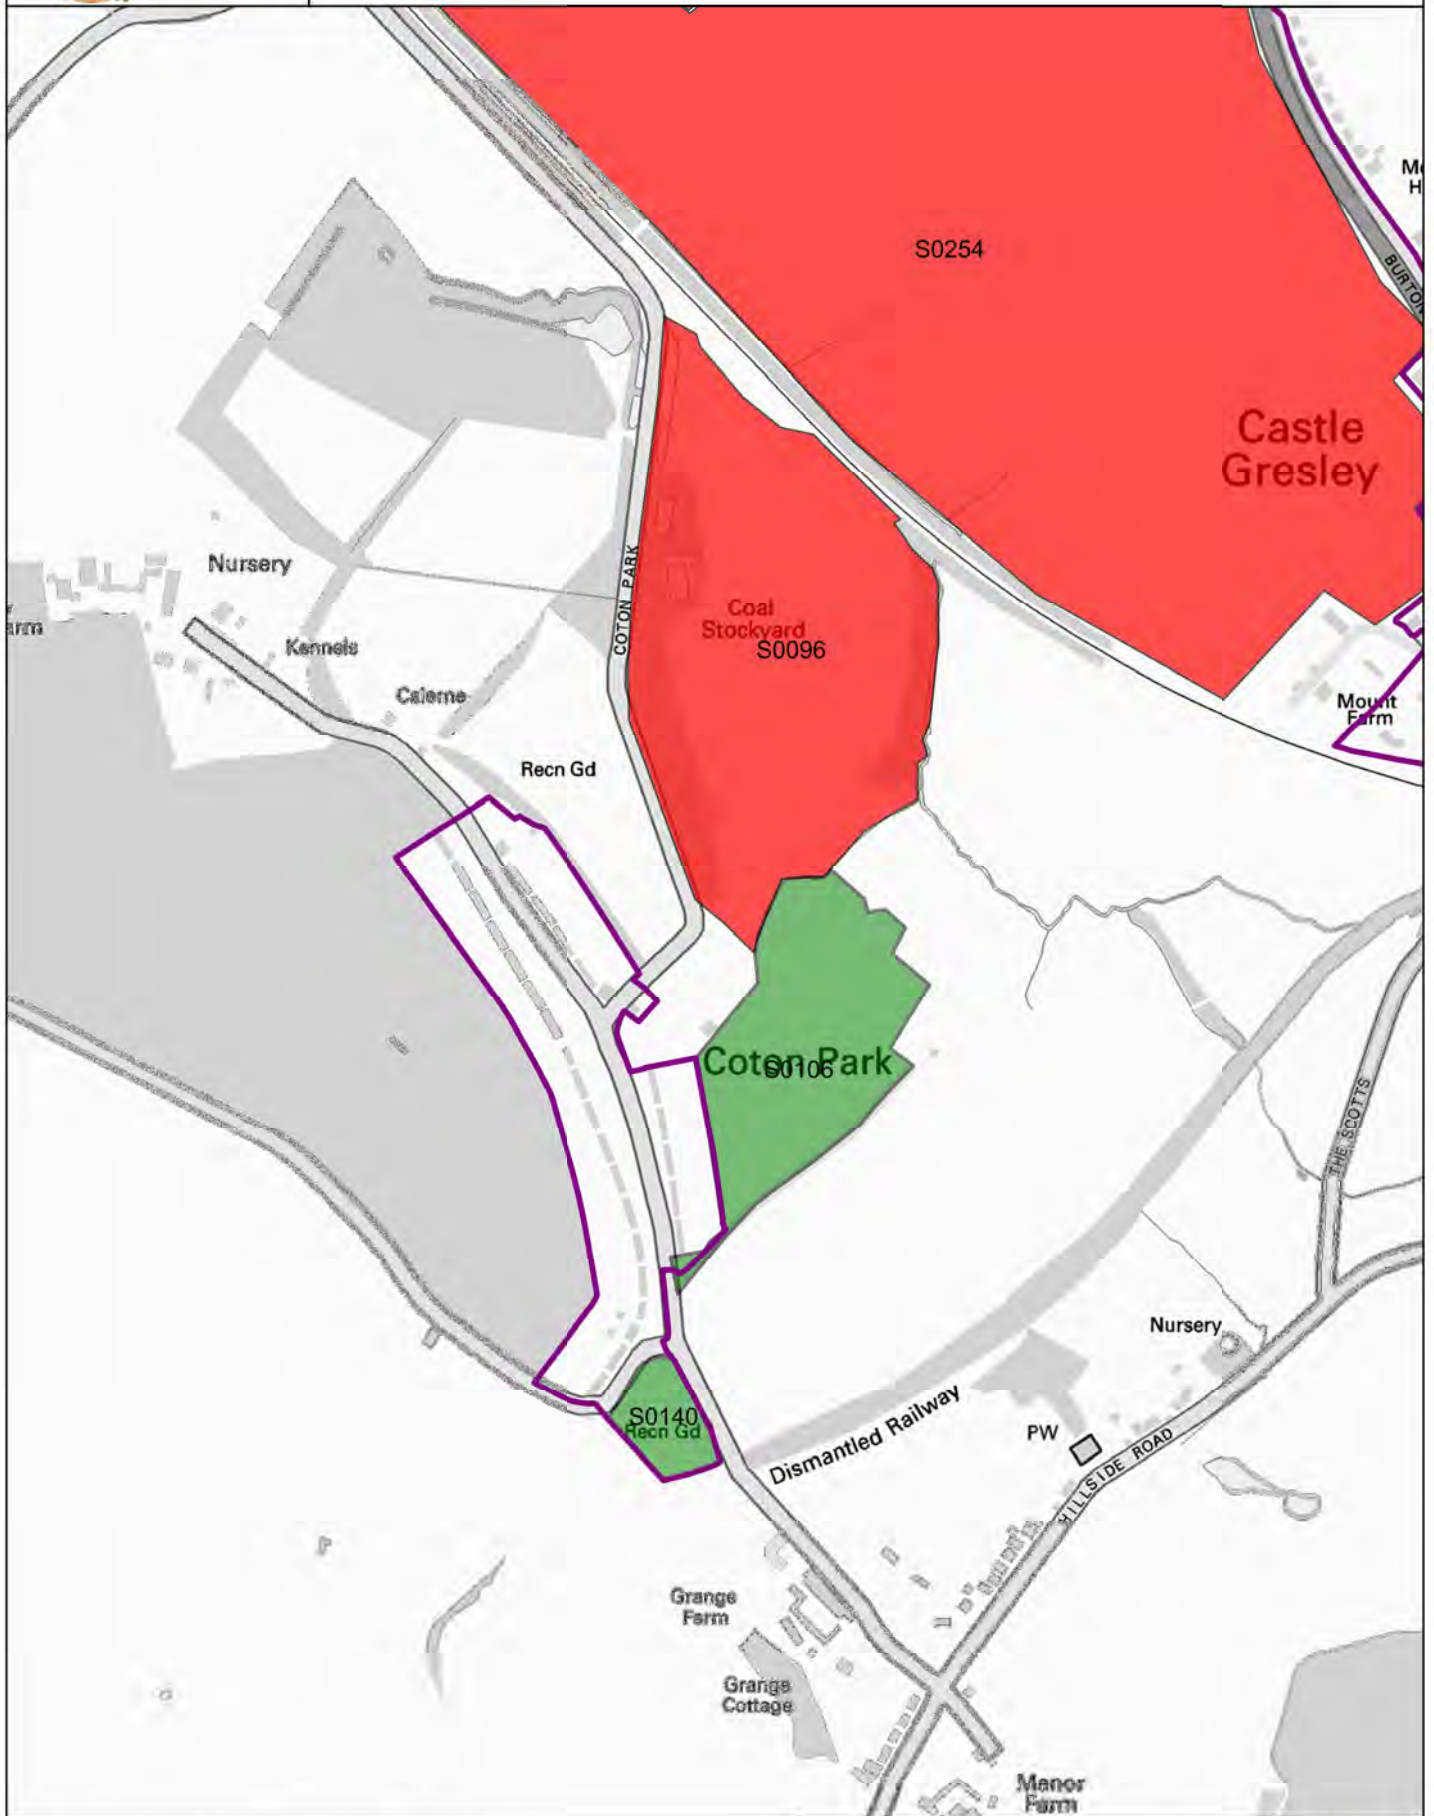 S0254
BURTON
Castle
Gresley
Nursery
COTON PARK
Coal
Stockyard
S0096
Kennels
Mount
Farm
Recn Gd
Coton Park
S0106
THE SCOTTS
Nursery
S0140
Recn Gd
Dismantled Railway
PW
HILLSIDE ROAD
Grange
Farm
Grange
Cottage
Manor
Farm